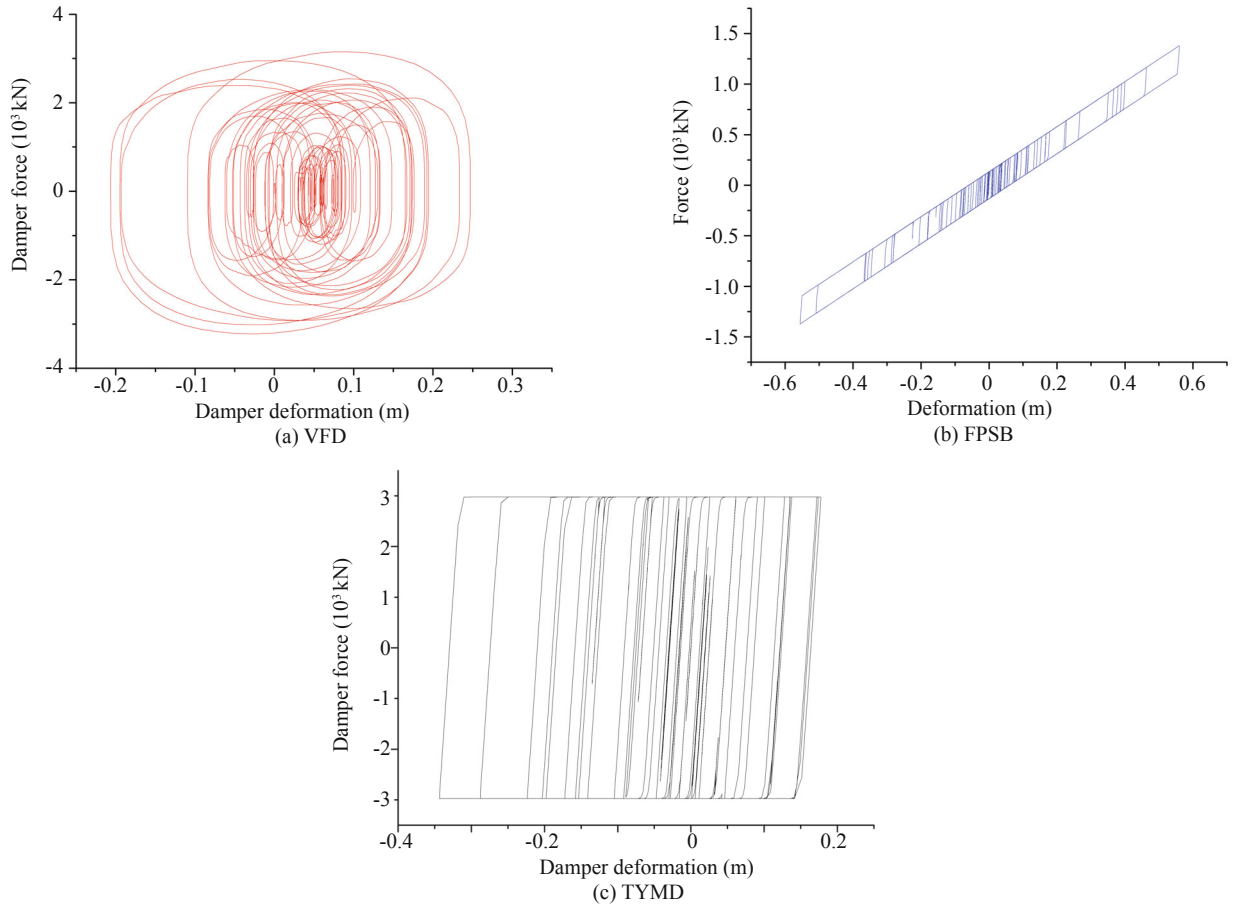 4
2
0
-2
-4
Damper force (10³ kN)
-0.2 -0.1 0 0.1 0.2 0.3
Damper deformation (m)
(a) VFD
1.5
1.0
0.5
0
-0.5
-1.0
-1.5
Force (10³ kN)
-0.6 -0.4 -0.2 0 0.2 0.4 0.6
Deformation (m)
(b) FPSB
3
2
1
0
-1
-2
-3
Damper force (10³ kN)
-0.4 -0.2 0 0.2
Damper deformation (m)
(c) TYMD